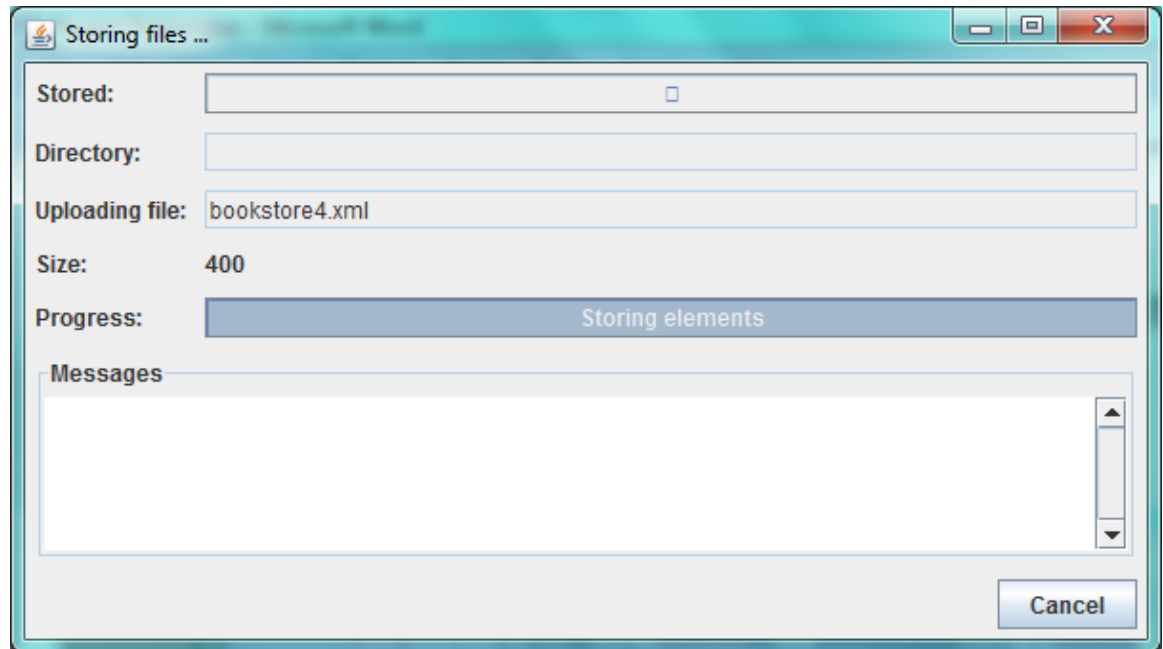 Storing files ...
Stored:
Directory:
Uploading file: bookstore4.xml
Size: 400
Progress: Storing elements
Messages
Cancel